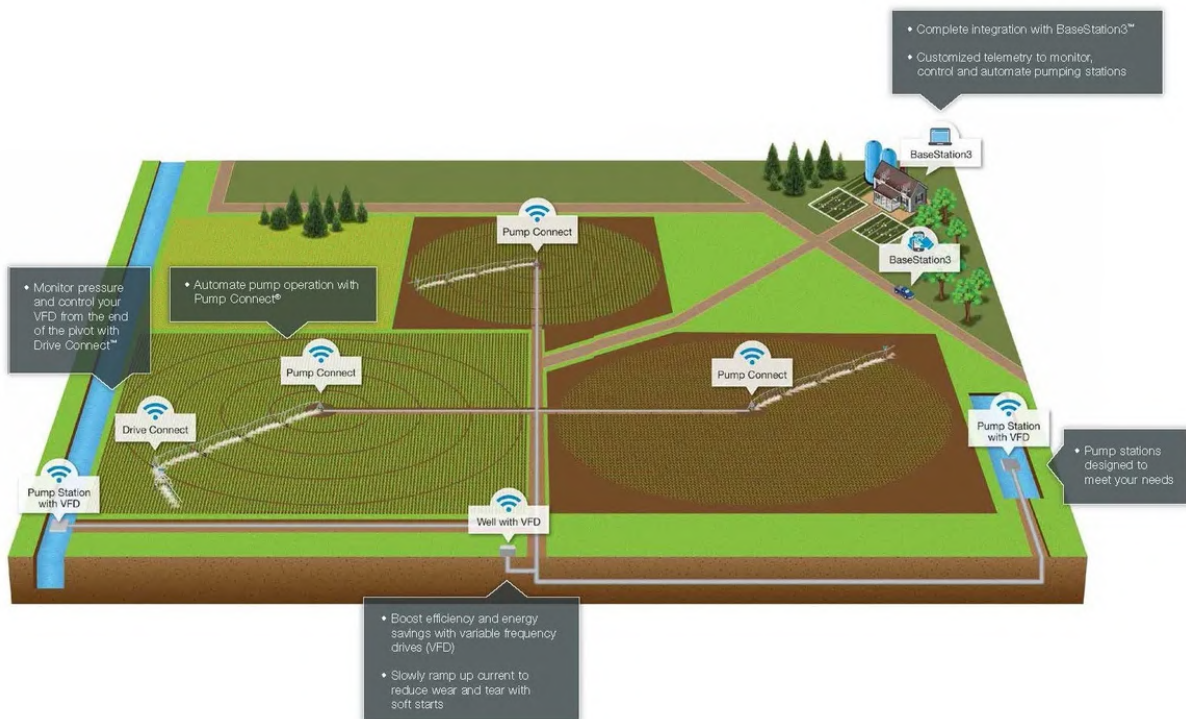 • Complete integration with BaseStation3™
• Customized telemetry to monitor,
control and automate pumping stations
BaseStation3
Pump Connect
BaseStation3
• Monitor pressure
and control your
VFD from the end
of the pivot with
Drive Connect™
• Automate pump operation with
Pump Connect®
Pump Connect
Pump Connect
Drive Connect
Pump Station
with VFD
• Pump stations
designed to
meet your needs
Pump Station
with VFD
Well with VFD
• Boost efficiency and energy
savings with variable frequency
drives (VFD)
• Slowly ramp up current to
reduce wear and tear with
soft starts